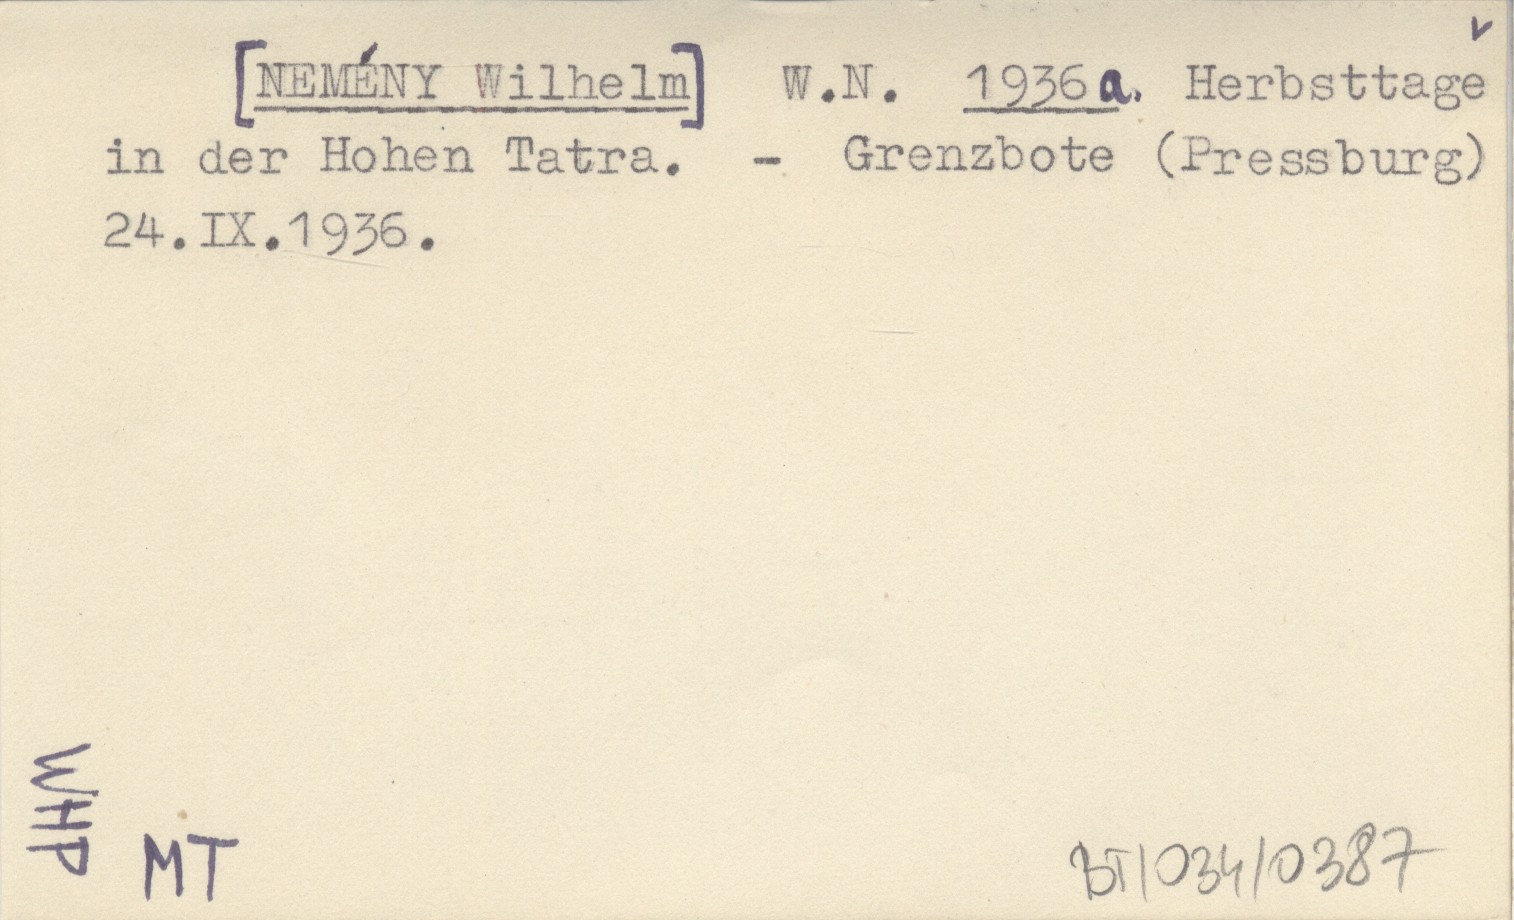 v
[NEMÉNY Wilhelm] W.N. 1936a. Herbsttage
in der Hohen Tatra. - Grenzbote (Pressburg)
24.IX.1936.
WHP
MT
BT/034/0387